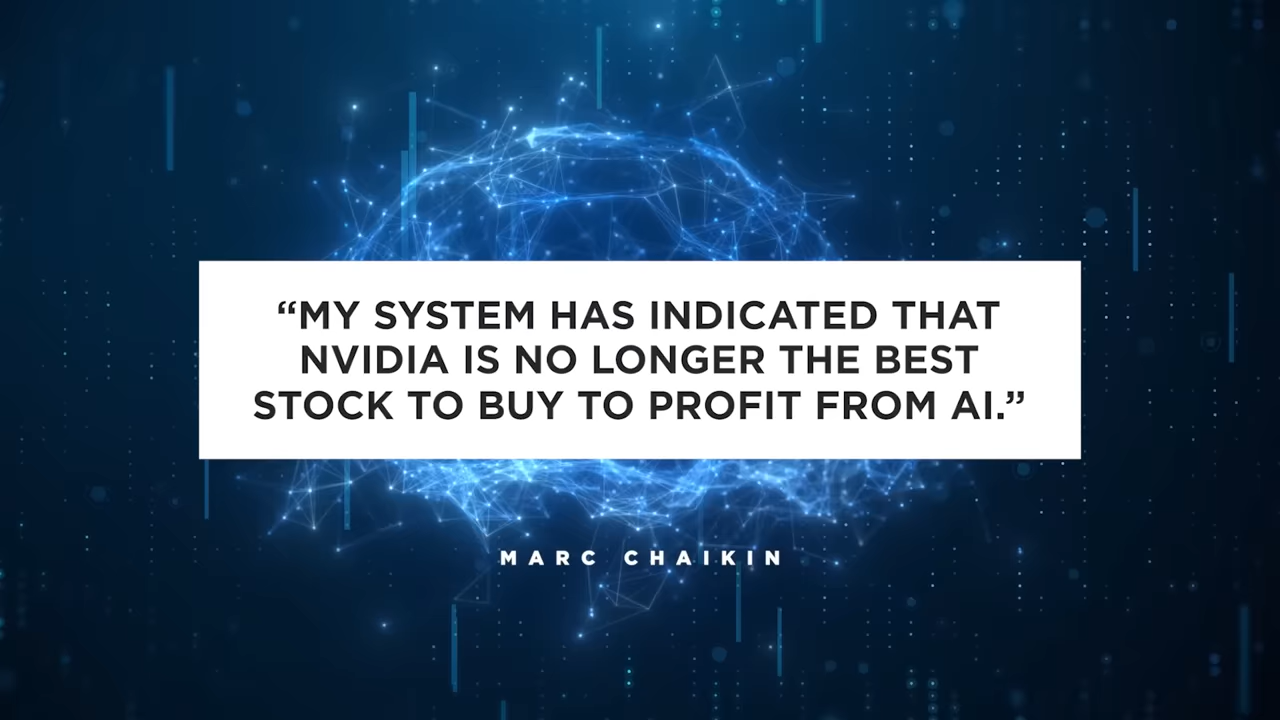 “MY SYSTEM HAS INDICATED THAT
NVIDIA IS NO LONGER THE BEST
STOCK TO BUY TO PROFIT FROM AI.”
MARC CHAIKIN